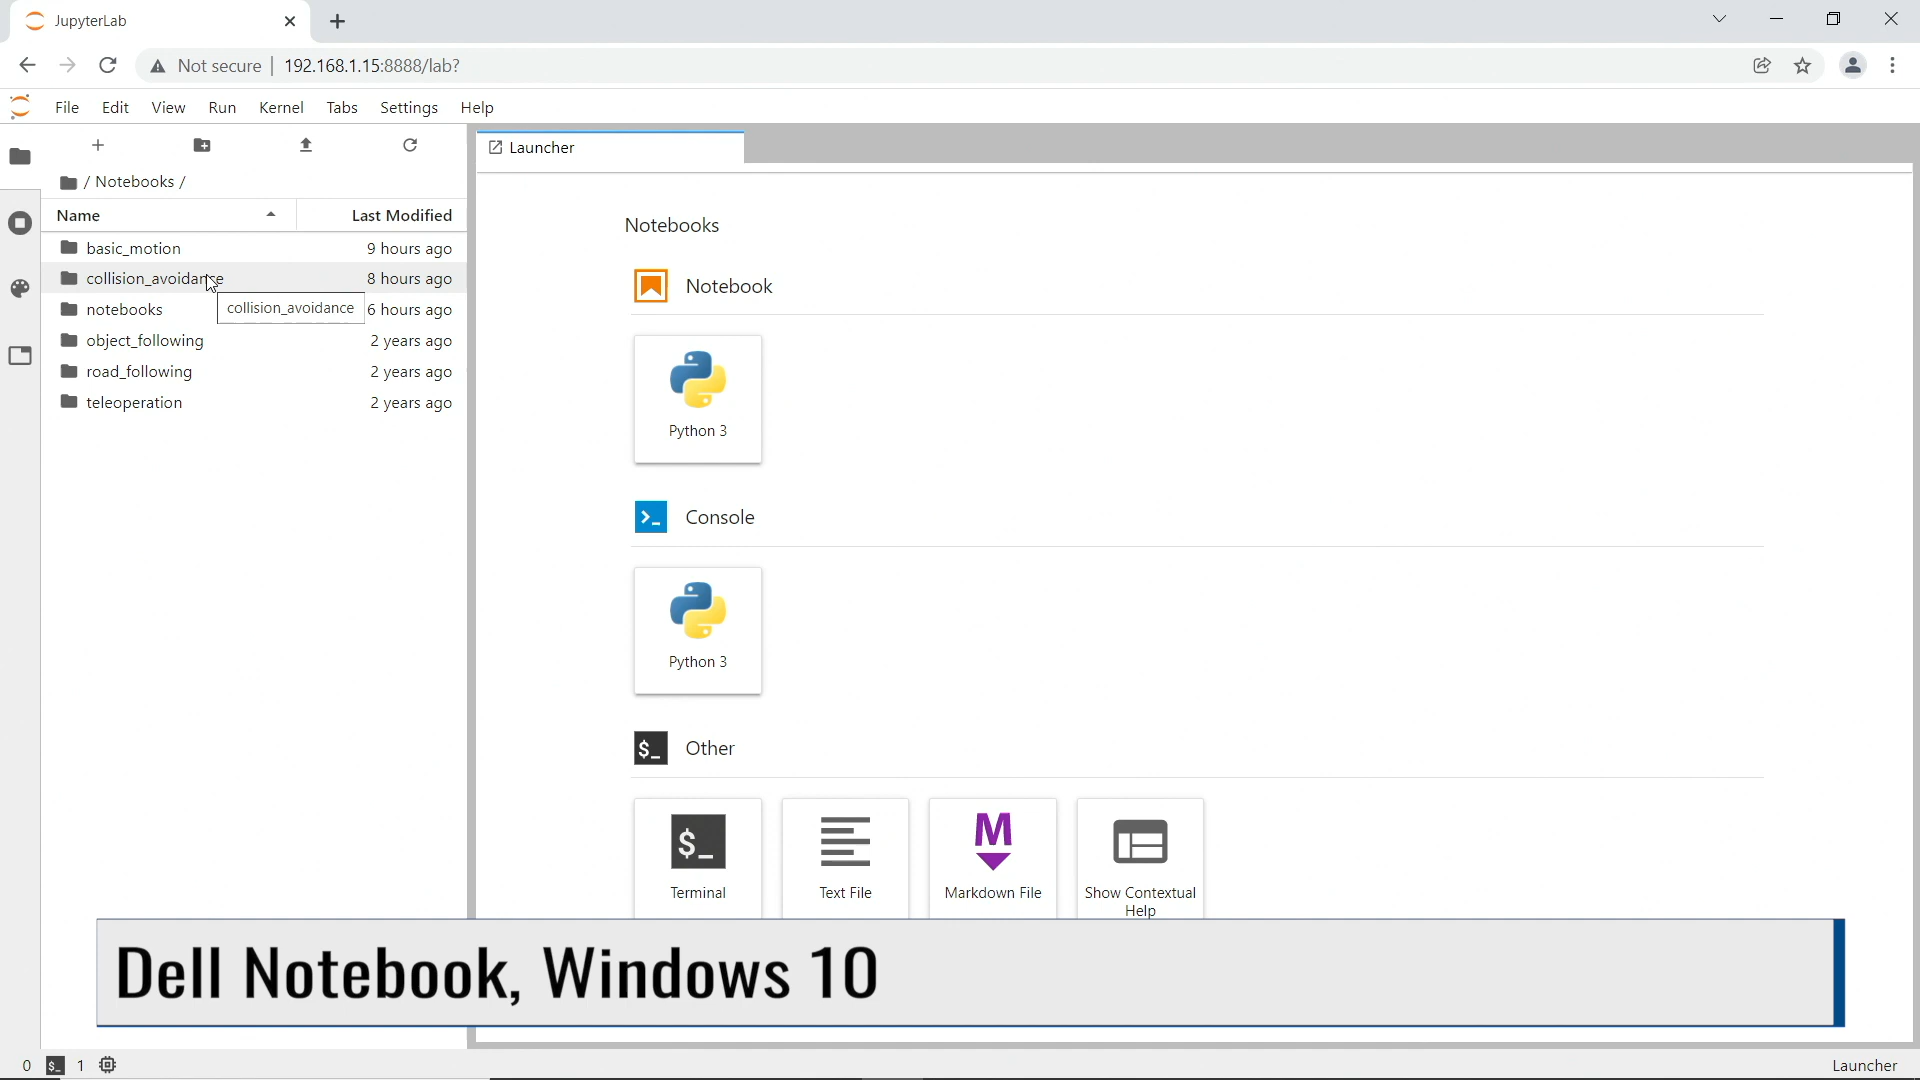 JupyterLab
Not secure 192.168.1.15:8888/lab?
File Edit View Run Kernel Tabs Settings Help
/ Notebooks /
Name Last Modified
basic_motion 9 hours ago
collision_avoidance 8 hours ago
notebooks 6 hours ago
collision_avoidance
object_following 2 years ago
road_following 2 years ago
teleoperation 2 years ago
Launcher
Notebooks
Notebook
Python 3
>_ Console
Python 3
$_ Other
$_
M
Terminal
Text File
Markdown File
Show Contextual
Help
Dell Notebook, Windows 10
0 $_ 1
Launcher